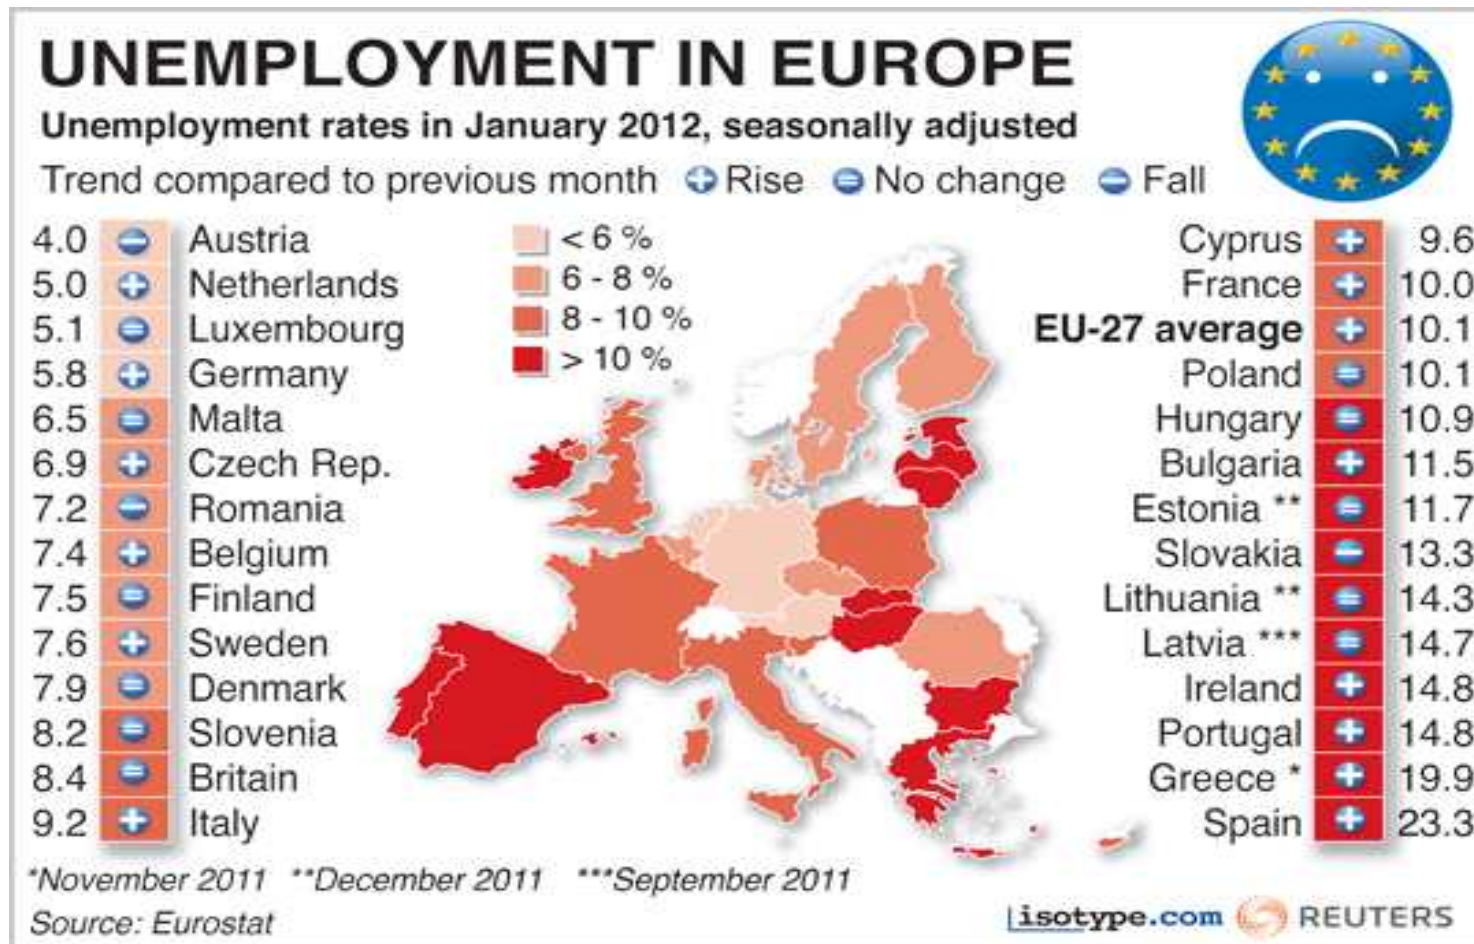 UNEMPLOYMENT IN EUROPE
Unemployment rates in January 2012, seasonally adjusted
Trend compared to previous month + Rise = No change − Fall
4.0 − Austria
5.0 + Netherlands
5.1 = Luxembourg
5.8 + Germany
6.5 = Malta
6.9 + Czech Rep.
7.2 − Romania
7.4 + Belgium
7.5 = Finland
7.6 + Sweden
7.9 = Denmark
8.2 = Slovenia
8.4 = Britain
9.2 + Italy
< 6 %
6 - 8 %
8 - 10 %
> 10 %
Cyprus + 9.6
France + 10.0
EU-27 average + 10.1
Poland = 10.1
Hungary = 10.9
Bulgaria + 11.5
Estonia ** = 11.7
Slovakia − 13.3
Lithuania ** = 14.3
Latvia *** = 14.7
Ireland + 14.8
Portugal + 14.8
Greece * + 19.9
Spain + 23.3
*November 2011 **December 2011 ***September 2011
Source: Eurostat
isotype.com REUTERS